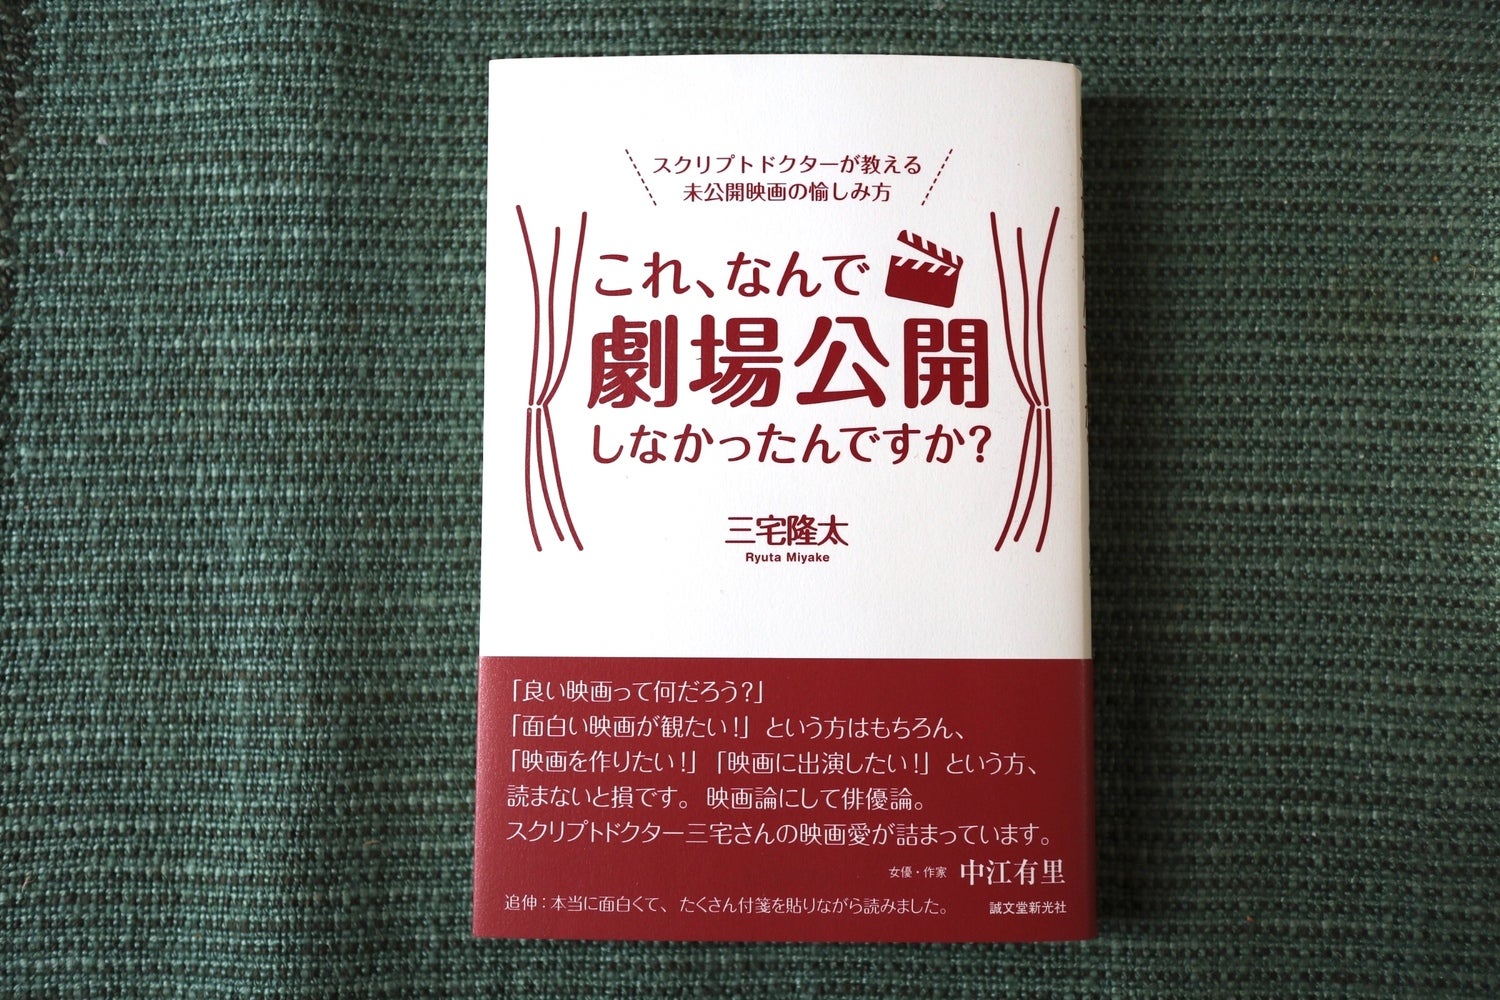 スクリプトドクターが教える
未公開映画の愉しみ方
これ、なんで
劇場公開
しなかったんですか?
三宅隆太
Ryuta Miyake
「良い映画って何だろう?」
「面白い映画が観たい!」 という方はもちろん、
「映画を作りたい!」「映画に出演したい!」 という方、
読まないと損です。 映画論にして俳優論。
スクリプトドクター三宅さんの映画愛が詰まっています。
女優・作家 中江有里
追伸:本当に面白くて、たくさん付箋を貼りながら読みました。
誠文堂新光社